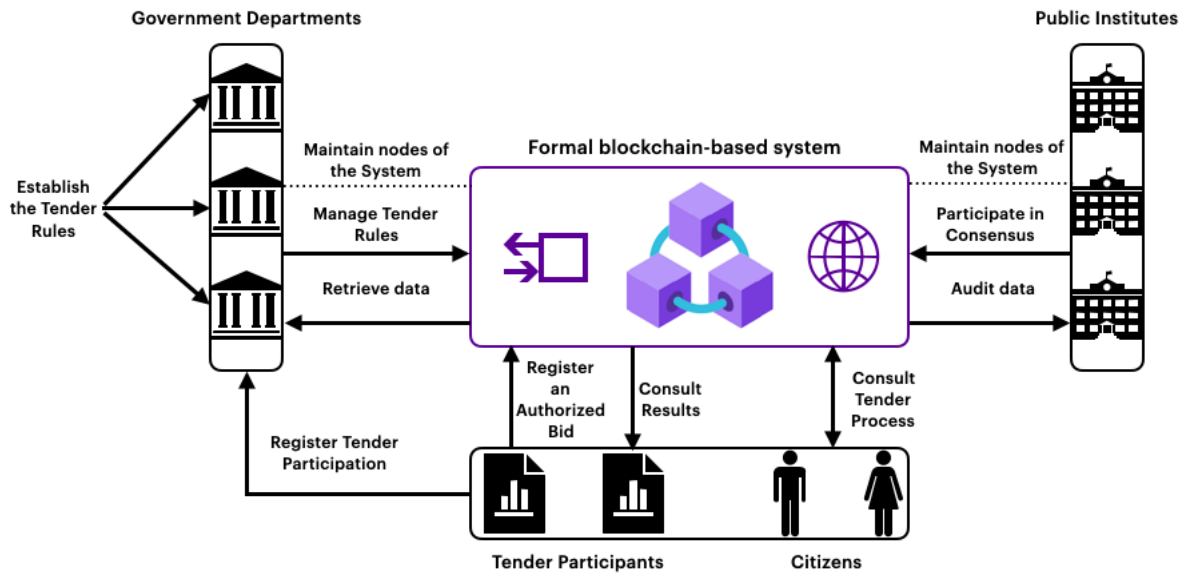 Government Departments
Public Institutes
Establish
the Tender
Rules
Maintain nodes of
the System
Manage Tender
Rules
Retrieve data
Formal blockchain-based system
Maintain nodes of
the System
Participate in
Consensus
Audit data
Register Tender
Participation
Register
an
Authorized
Bid
Consult
Results
Consult
Tender
Process
Tender Participants
Citizens